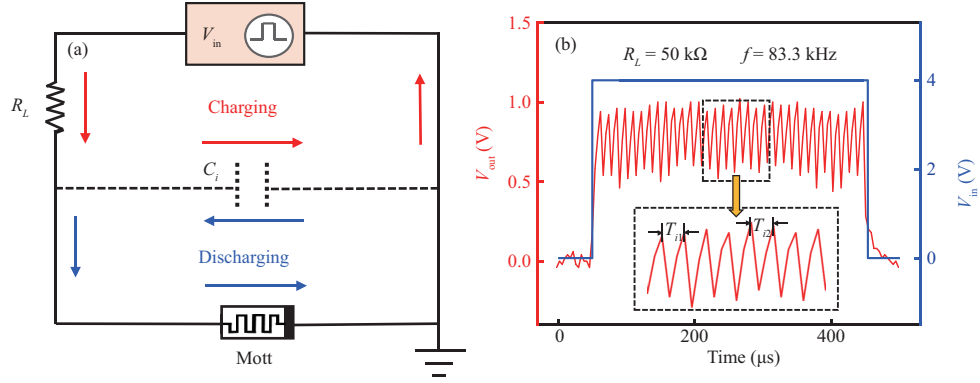 (a)
V_in
R_L
Charging
C_i
Discharging
Mott
(b)
R_L = 50 kΩ f = 83.3 kHz
1.5
1.0
0.5
0.0
V_out (V)
T_i1
T_i2
4
2
0
V_in (V)
0 200 400
Time (μs)